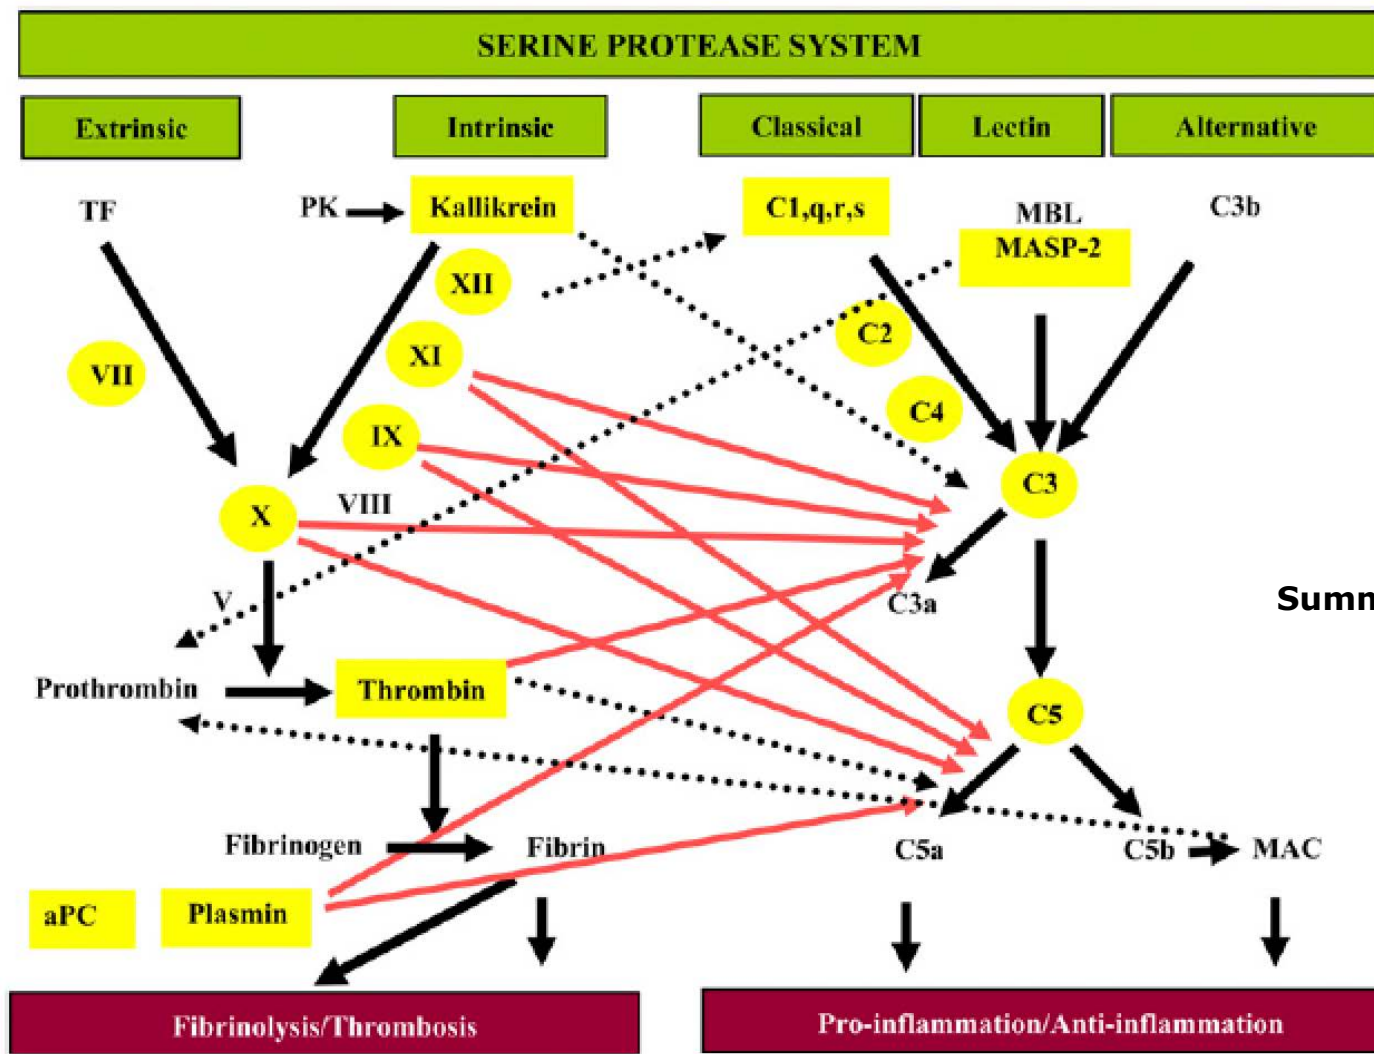 SERINE PROTEASE SYSTEM
Extrinsic
Intrinsic
Classical
Lectin
Alternative
TF
PK
Kallikrein
C1,q,r,s
MBL
MASP-2
C3b
XII
VII
XI
C2
IX
C4
X
VIII
C3
V
C3a
Summ
Prothrombin
Thrombin
C5
Fibrinogen
Fibrin
C5a
C5b
MAC
aPC
Plasmin
Fibrinolysis/Thrombosis
Pro-inflammation/Anti-inflammation